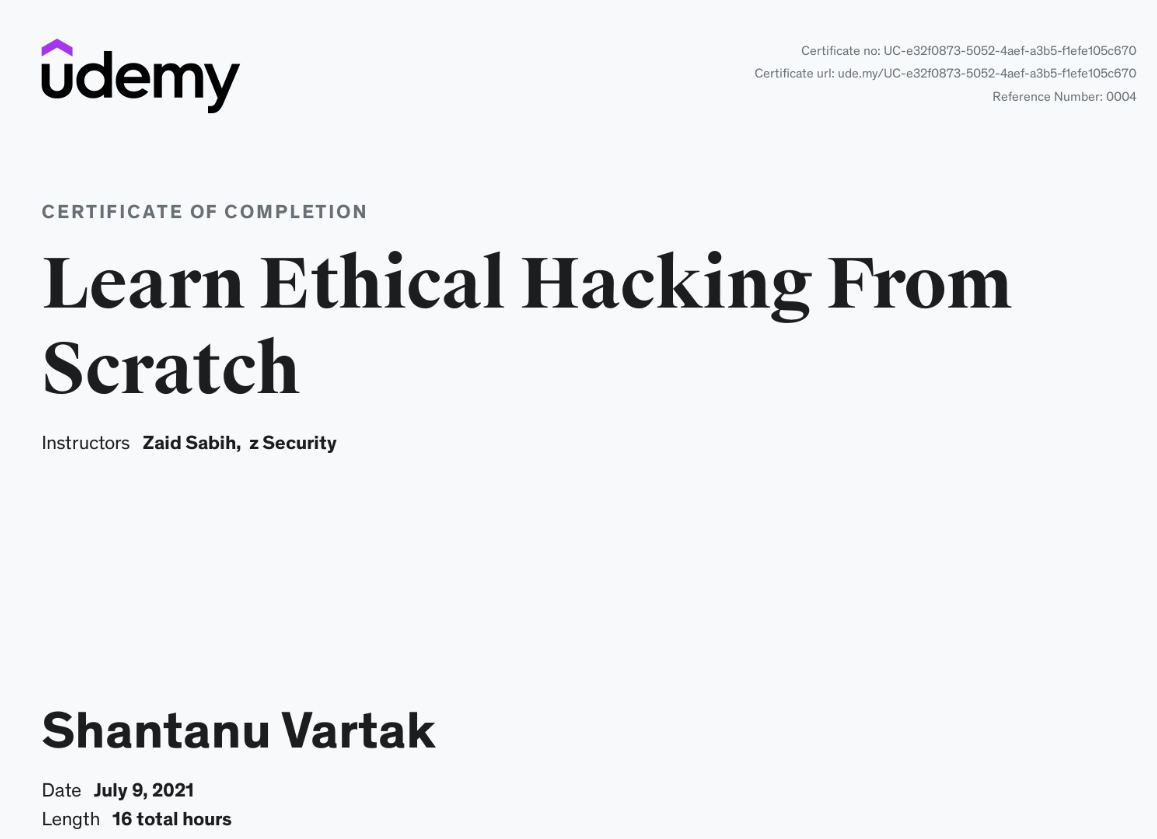 udemy
Certificate no: UC-e32f0873-5052-4aef-a3b5-f1efe105c670
Certificate url: ude.my/UC-e32f0873-5052-4aef-a3b5-f1efe105c670
Reference Number: 0004
CERTIFICATE OF COMPLETION
Learn Ethical Hacking From
Scratch
Instructors Zaid Sabih, z Security
Shantanu Vartak
Date July 9, 2021
Length 16 total hours